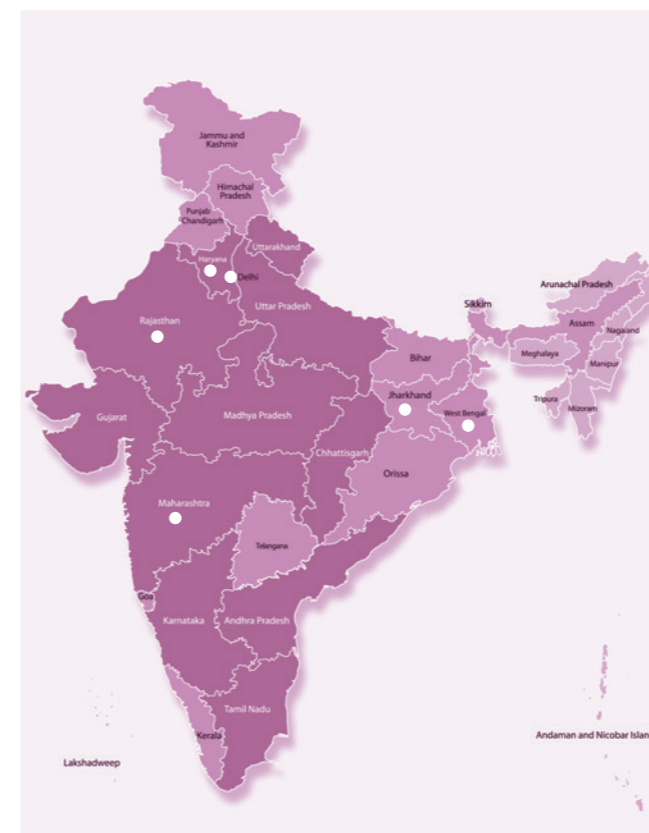 Jammu and
Kashmir
Himachal
Pradesh
Punjab
Chandigarh
Uttarakhand
Haryana
Delhi
Arunachal Pradesh
Sikkim
Uttar Pradesh
Rajasthan
Assam
Nagaland
Meghalaya
Bihar
Manipur
Jharkhand
Tripura
Mizoram
West Bengal
Gujarat
Madhya Pradesh
Chhattisgarh
Orissa
Maharashtra
Telangana
Goa
Karnataka
Andhra Pradesh
Tamil Nadu
Kerala
Andaman and Nicobar Islan
Lakshadweep